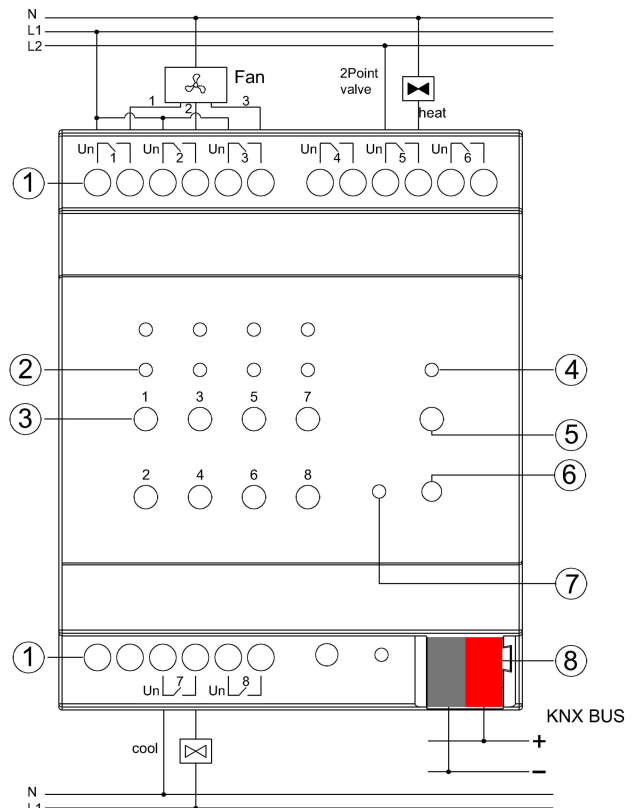 N
L1
L2
Fan
2Point
valve
heat
1 2 3
Un 1 Un 2 Un 3 Un 4 Un 5 Un 6
①
②
④
1 3 5 7
③
⑤
2 4 6 8
⑥
⑦
①
⑧
Un 7 Un 8
KNX BUS
+
cool
−
N
L1